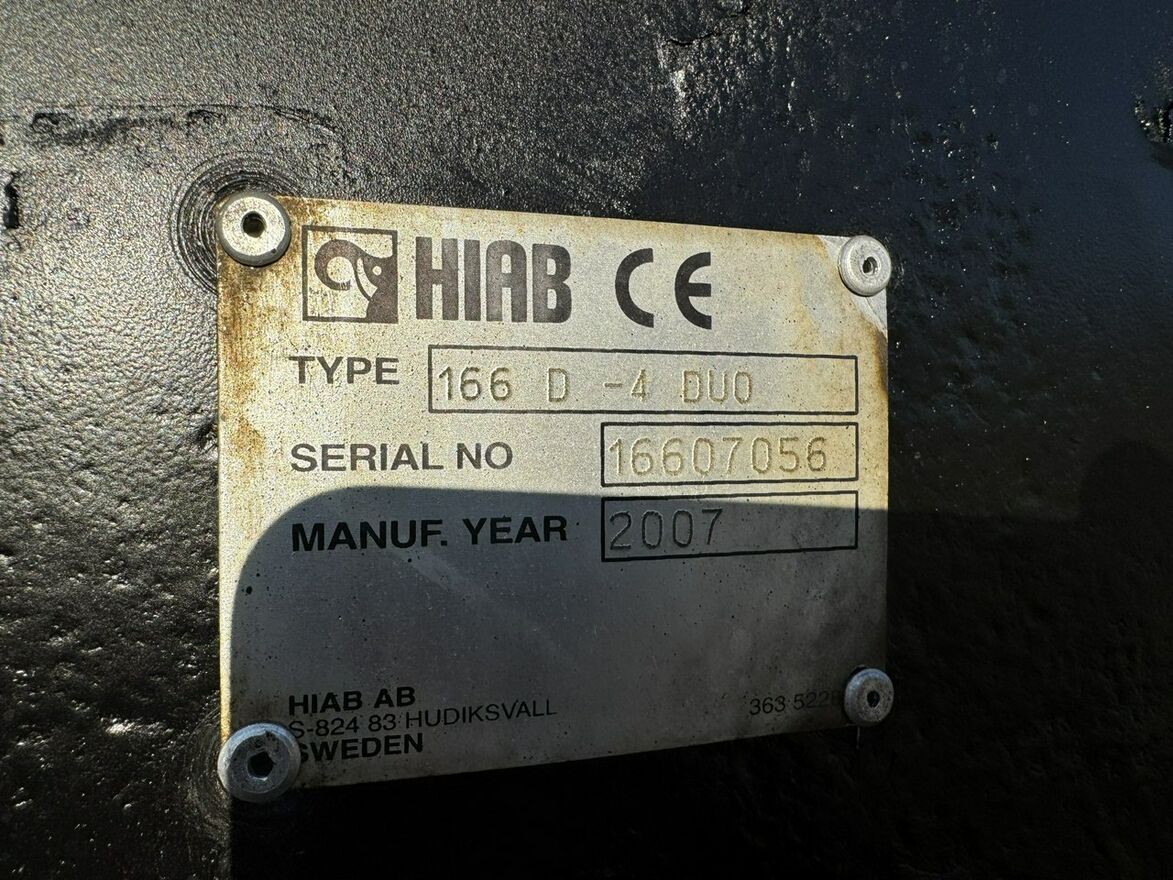 HIAB CE
TYPE 166 D -4 DUO
SERIAL NO 16607056
MANUF. YEAR 2007
HIAB AB
S-824 83 HUDIKSVALL
SWEDEN
363